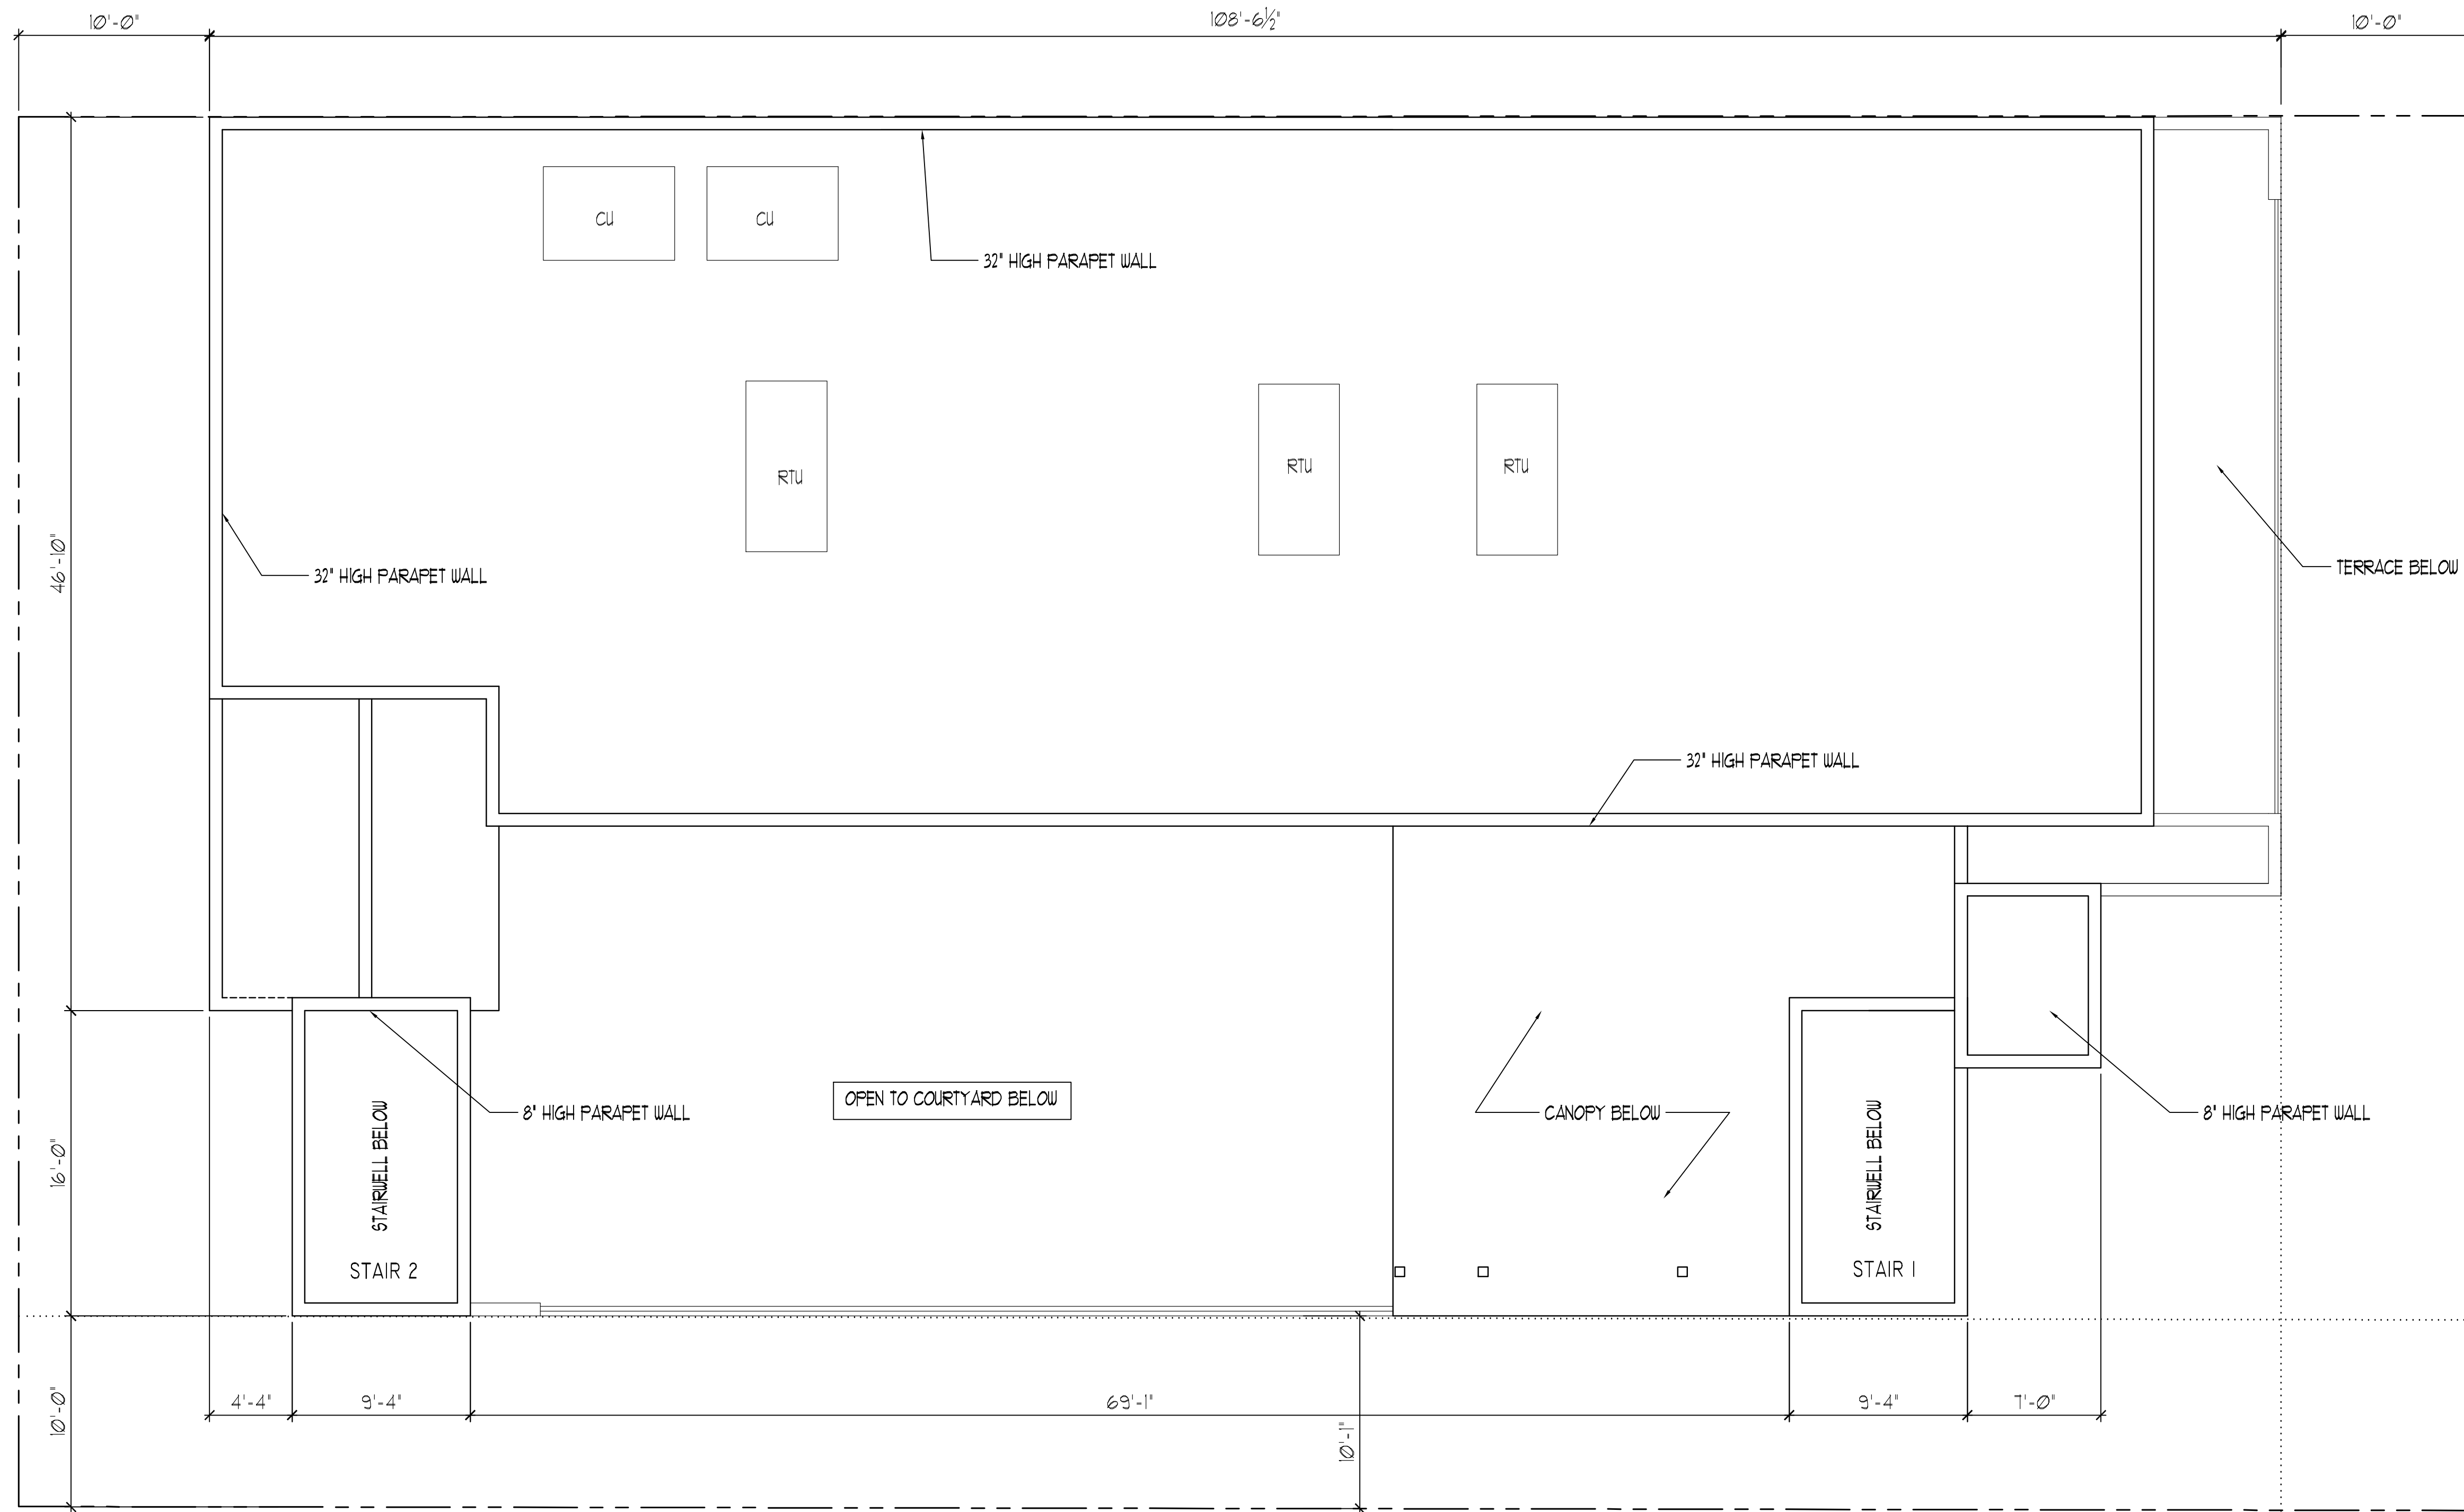 10'-0"
108'-6½"
10'-0"
CU
CU
32" HIGH PARAPET WALL
RTU
RTU
RTU
46'-10"
32" HIGH PARAPET WALL
TERRACE BELOW
32" HIGH PARAPET WALL
OPEN TO COURTYARD BELOW
8" HIGH PARAPET WALL
CANOPY BELOW
8" HIGH PARAPET WALL
16'-0"
STAIRWELL BELOW
STAIRWELL BELOW
STAIR 2
STAIR 1
10'-0"
4'-4"
9'-4"
69'-1"
10'-1"
9'-4"
7'-0"